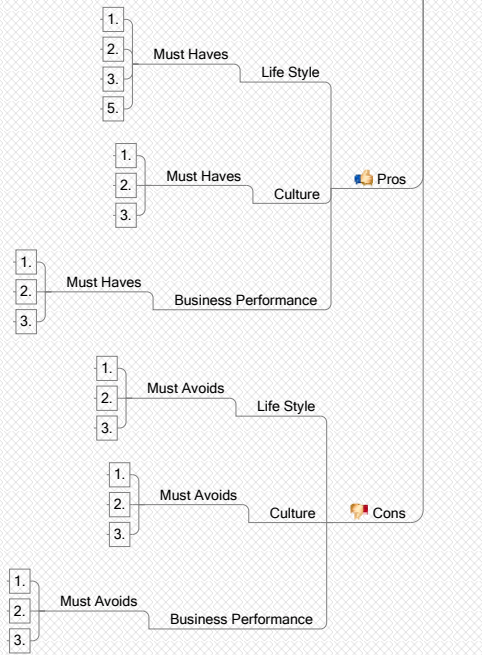 1.
2.
3.
5.
Must Haves
Life Style
1.
2.
3.
Must Haves
Culture
Pros
1.
2.
3.
Must Haves
Business Performance
1.
2.
3.
Must Avoids
Life Style
1.
2.
3.
Must Avoids
Culture
Cons
1.
2.
3.
Must Avoids
Business Performance